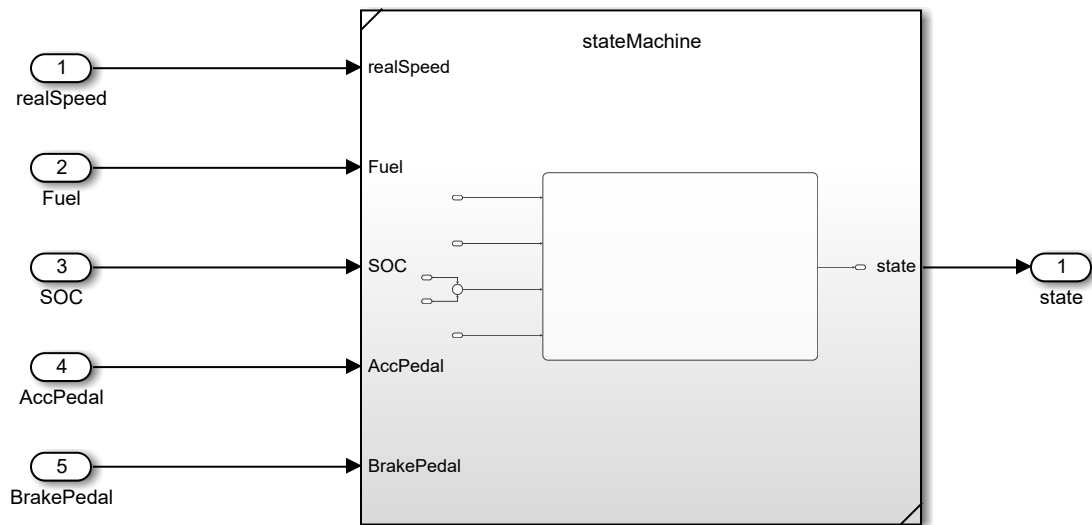 stateMachine
1
realSpeed
realSpeed
2
Fuel
Fuel
3
SOC
SOC
state
1
state
4
AccPedal
AccPedal
5
BrakePedal
BrakePedal